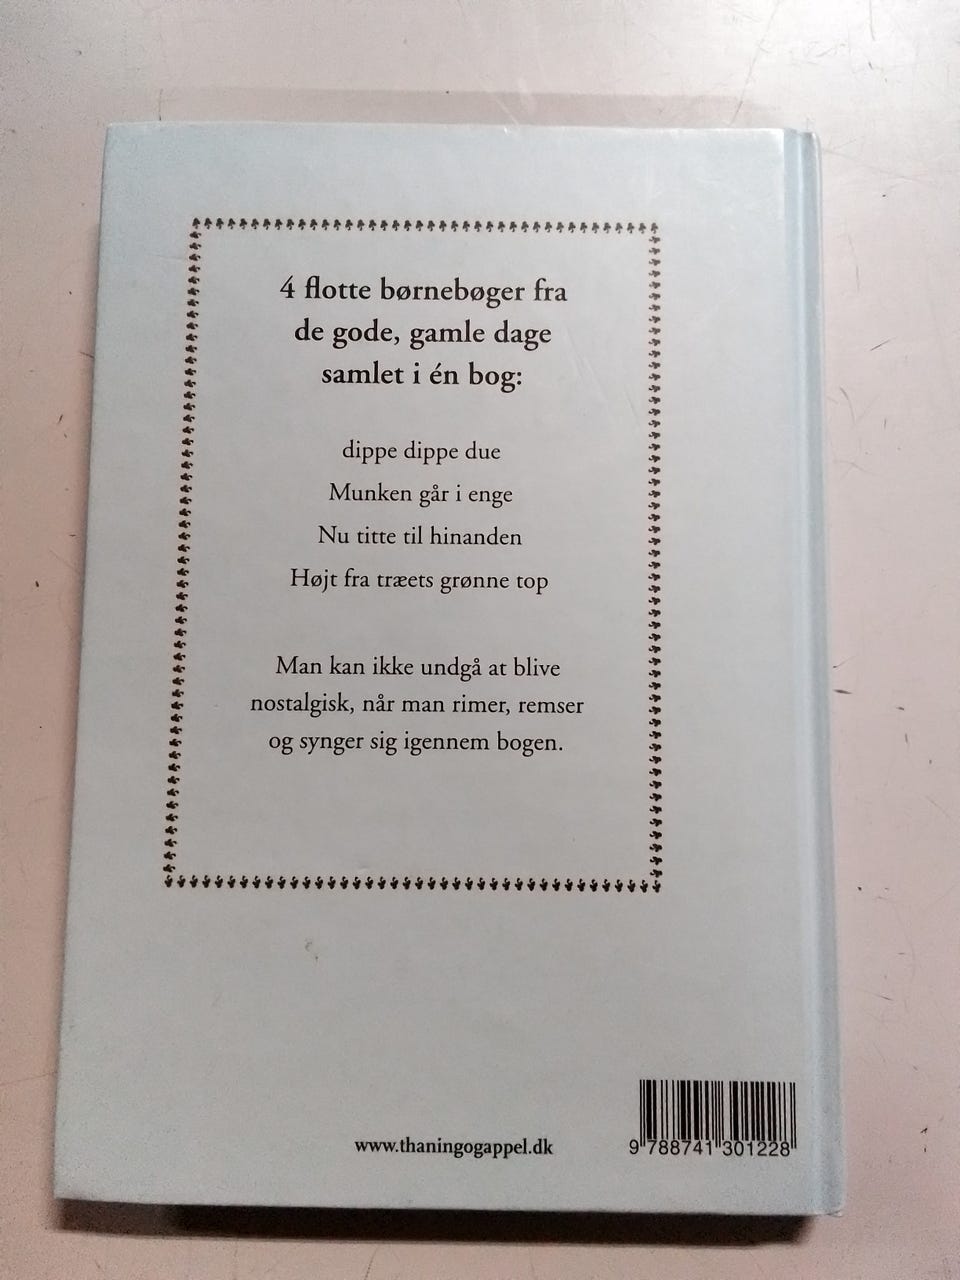 4 flotte børnebøger fra
de gode, gamle dage
samlet i én bog:
dippe dippe due
Munken går i enge
Nu titte til hinanden
Højt fra træets grønne top
Man kan ikke undgå at blive
nostalgisk, når man rimer, remser
og synger sig igennem bogen.
www.thaningogappel.dk
9 788741 301228